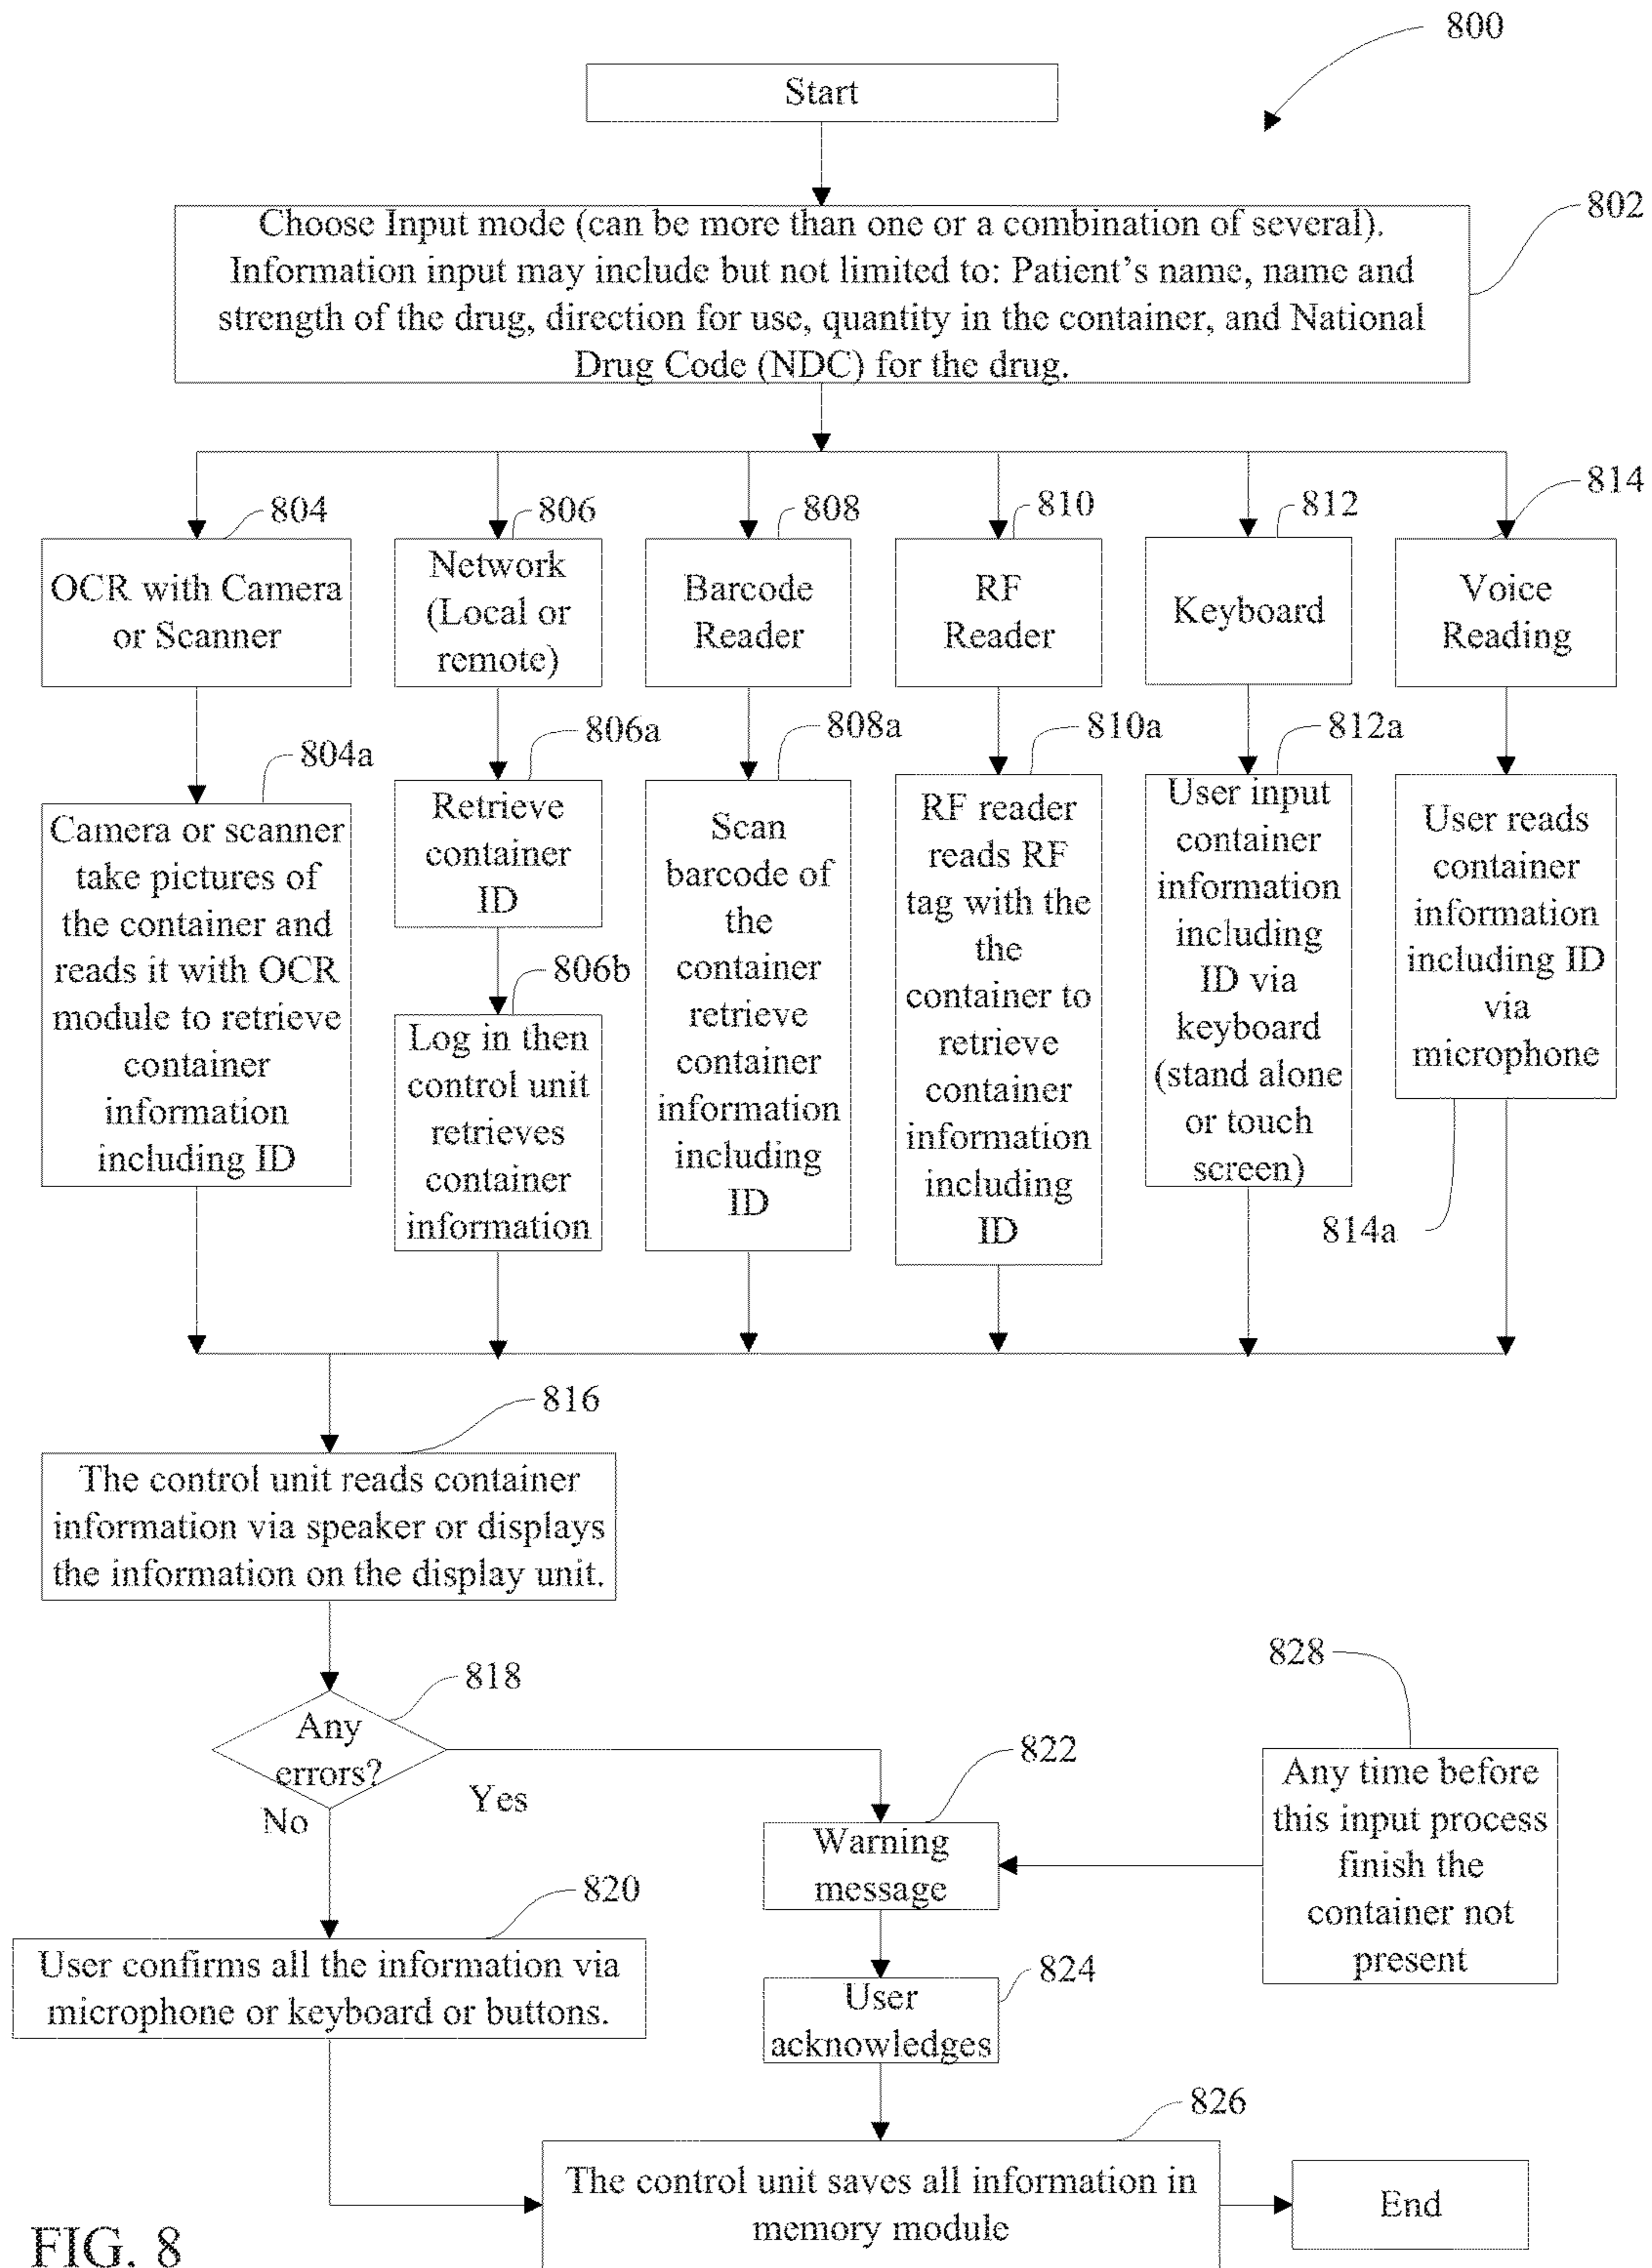 800
Start
802
Choose Input mode (can be more than one or a combination of several).
Information input may include but not limited to: Patient's name, name and
strength of the drug, direction for use, quantity in the container, and National
Drug Code (NDC) for the drug.
804
OCR with Camera
or Scanner
806
Network
(Local or
remote)
808
Barcode
Reader
810
RF
Reader
812
Keyboard
814
Voice
Reading
804a
Camera or scanner
take pictures of
the container and
reads it with OCR
module to retrieve
container
information
including ID
806a
Retrieve
container
ID
806b
Log in then
control unit
retrieves
container
information
808a
Scan
barcode of
the
container
retrieve
container
information
including
ID
810a
RF reader
reads RF
tag with the
the
container to
retrieve
container
information
including
ID
812a
User input
container
information
including
ID via
keyboard
(stand alone
or touch
screen)
User reads
container
information
including ID
via
microphone
814a
816
The control unit reads container
information via speaker or displays
the information on the display unit.
818
Any
errors?
No
Yes
820
User confirms all the information via
microphone or keyboard or buttons.
822
Warning
message
828
Any time before
this input process
finish the
container not
present
824
User
acknowledges
826
The control unit saves all information in
memory module
End
FIG. 8